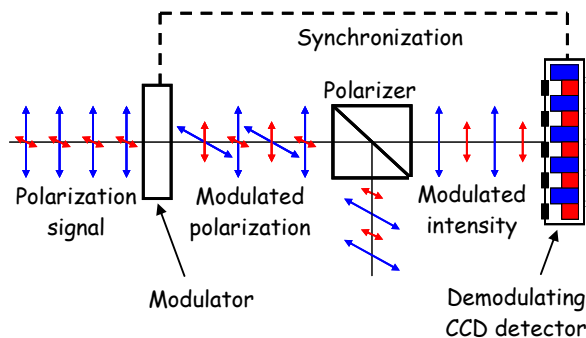 Synchronization
Polarizer
Polarization
signal
Modulated
polarization
Modulated
intensity
Modulator
Demodulating
CCD detector